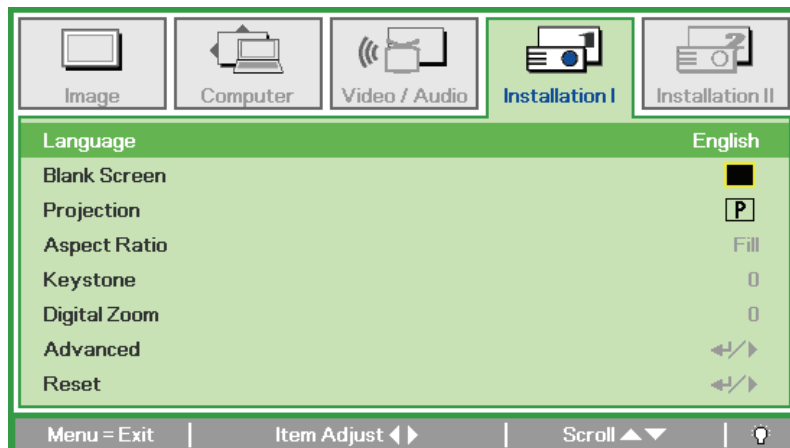 Image Computer Video / Audio Installation I Installation II
Language English
Blank Screen
Projection P
Aspect Ratio Fill
Keystone 0
Digital Zoom 0
Advanced
Reset
Menu = Exit Item Adjust Scroll